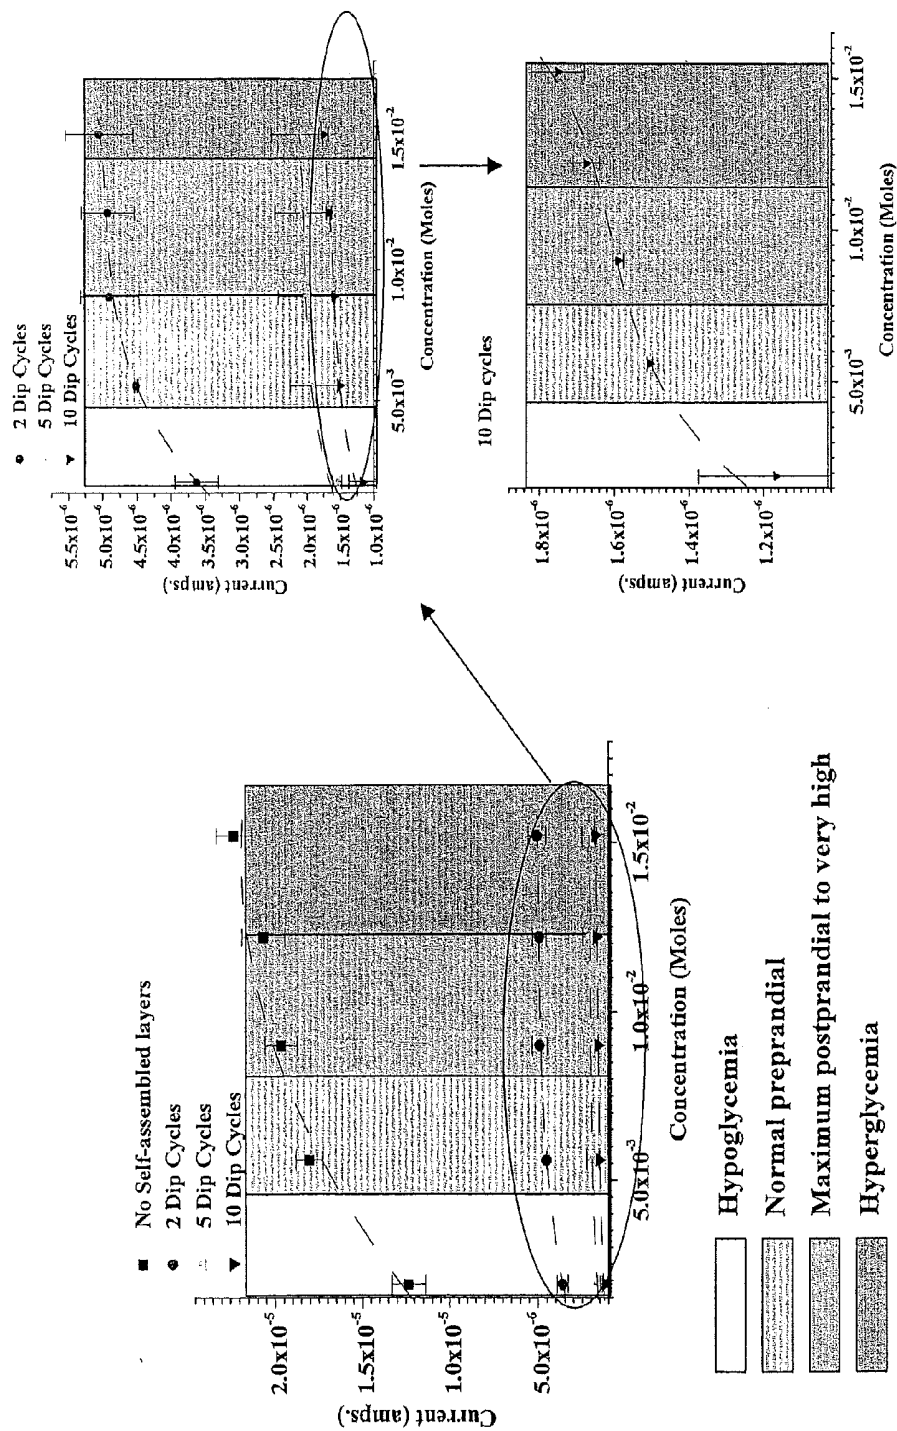 ■ No Self-assembled layers
● 2 Dip Cycles
5 Dip Cycles
▼ 10 Dip Cycles
Current (amps.)
2.0x10⁻⁵
1.5x10⁻⁵
1.0x10⁻⁵
5.0x10⁻⁶
5.0x10⁻³
1.0x10⁻²
1.5x10⁻²
Concentration (Moles)
● 2 Dip Cycles
5 Dip Cycles
▼ 10 Dip Cycles
Current (amps.)
5.5x10⁻⁶
5.0x10⁻⁶
4.5x10⁻⁶
4.0x10⁻⁶
3.5x10⁻⁶
3.0x10⁻⁶
2.5x10⁻⁶
2.0x10⁻⁶
1.5x10⁻⁶
1.0x10⁻⁶
5.0x10⁻³
1.0x10⁻²
1.5x10⁻²
Concentration (Moles)
10 Dip cycles
Current (amps.)
1.8x10⁻⁶
1.6x10⁻⁶
1.4x10⁻⁶
1.2x10⁻⁶
5.0x10⁻³
1.0x10⁻²
1.5x10⁻²
Concentration (Moles)
Hypoglycemia
Normal preprandial
Maximum postprandial to very high
Hyperglycemia